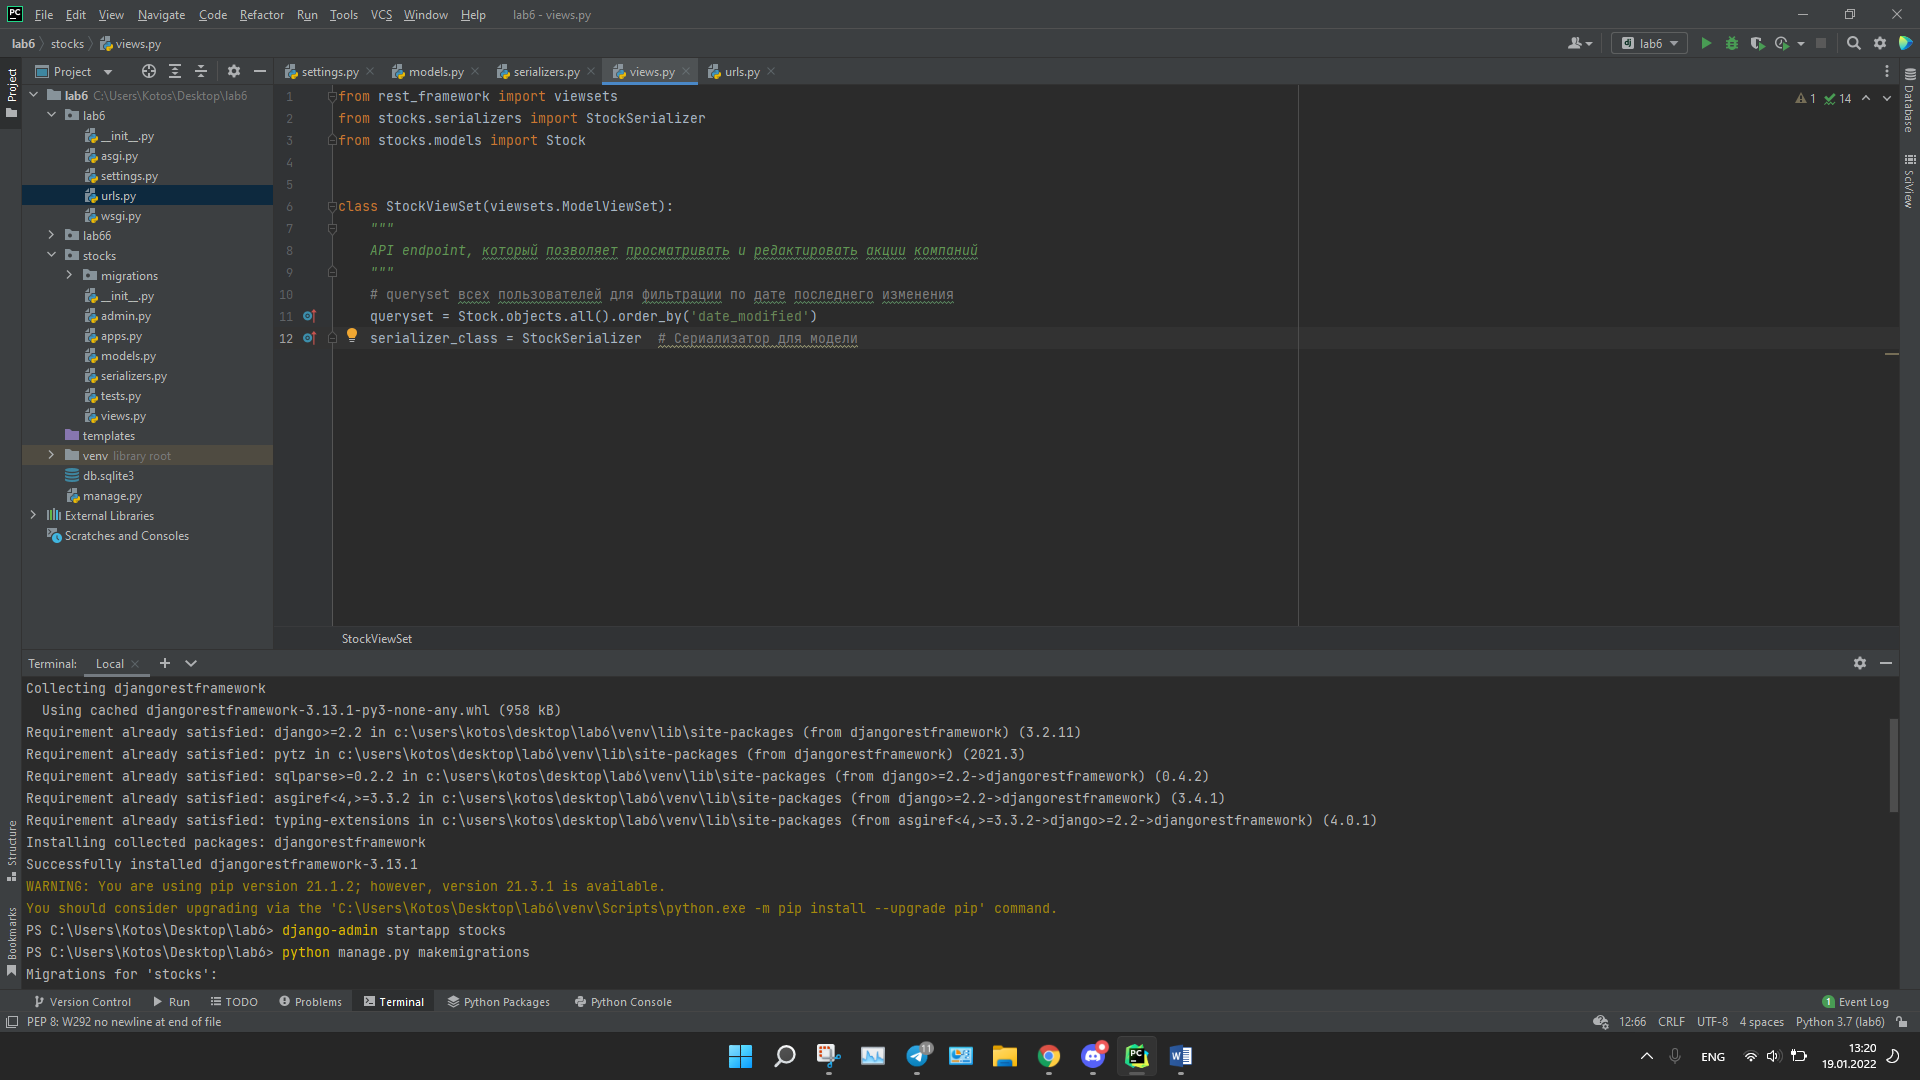 File Edit View Navigate Code Refactor Run Tools VCS Window Help lab6 - views.py
lab6 stocks views.py
lab6
Project
settings.py models.py serializers.py views.py urls.py
Project
lab6 C:\Users\Kotos\Desktop\lab6
lab6
__init__.py
asgi.py
settings.py
urls.py
wsgi.py
lab66
stocks
migrations
__init__.py
admin.py
apps.py
models.py
serializers.py
tests.py
views.py
templates
venv library root
db.sqlite3
manage.py
External Libraries
Scratches and Consoles
1 from rest_framework import viewsets
2 from stocks.serializers import StockSerializer
3 from stocks.models import Stock
4
5
6 class StockViewSet(viewsets.ModelViewSet):
7 """
8 API endpoint, который позволяет просматривать и редактировать акции компаний
9 """
10 # queryset всех пользователей для фильтрации по дате последнего изменения
11 queryset = Stock.objects.all().order_by('date_modified')
12 serializer_class = StockSerializer # Сериализатор для модели
1 14
Database
SciView
StockViewSet
Terminal: Local
Collecting djangorestframework
Using cached djangorestframework-3.13.1-py3-none-any.whl (958 kB)
Requirement already satisfied: django>=2.2 in c:\users\kotos\desktop\lab6\venv\lib\site-packages (from djangorestframework) (3.2.11)
Requirement already satisfied: pytz in c:\users\kotos\desktop\lab6\venv\lib\site-packages (from djangorestframework) (2021.3)
Requirement already satisfied: sqlparse>=0.2.2 in c:\users\kotos\desktop\lab6\venv\lib\site-packages (from django>=2.2->djangorestframework) (0.4.2)
Requirement already satisfied: asgiref<4,>=3.3.2 in c:\users\kotos\desktop\lab6\venv\lib\site-packages (from django>=2.2->djangorestframework) (3.4.1)
Requirement already satisfied: typing-extensions in c:\users\kotos\desktop\lab6\venv\lib\site-packages (from asgiref<4,>=3.3.2->django>=2.2->djangorestframework) (4.0.1)
Installing collected packages: djangorestframework
Successfully installed djangorestframework-3.13.1
WARNING: You are using pip version 21.1.2; however, version 21.3.1 is available.
You should consider upgrading via the 'C:\Users\Kotos\Desktop\lab6\venv\Scripts\python.exe -m pip install --upgrade pip' command.
PS C:\Users\Kotos\Desktop\lab6> django-admin startapp stocks
PS C:\Users\Kotos\Desktop\lab6> python manage.py makemigrations
Migrations for 'stocks':
Structure
Bookmarks
Version Control Run TODO Problems Terminal Python Packages Python Console 1 Event Log
PEP 8: W292 no newline at end of file 12:66 CRLF UTF-8 4 spaces Python 3.7 (lab6)
11
ENG
13:20
19.01.2022